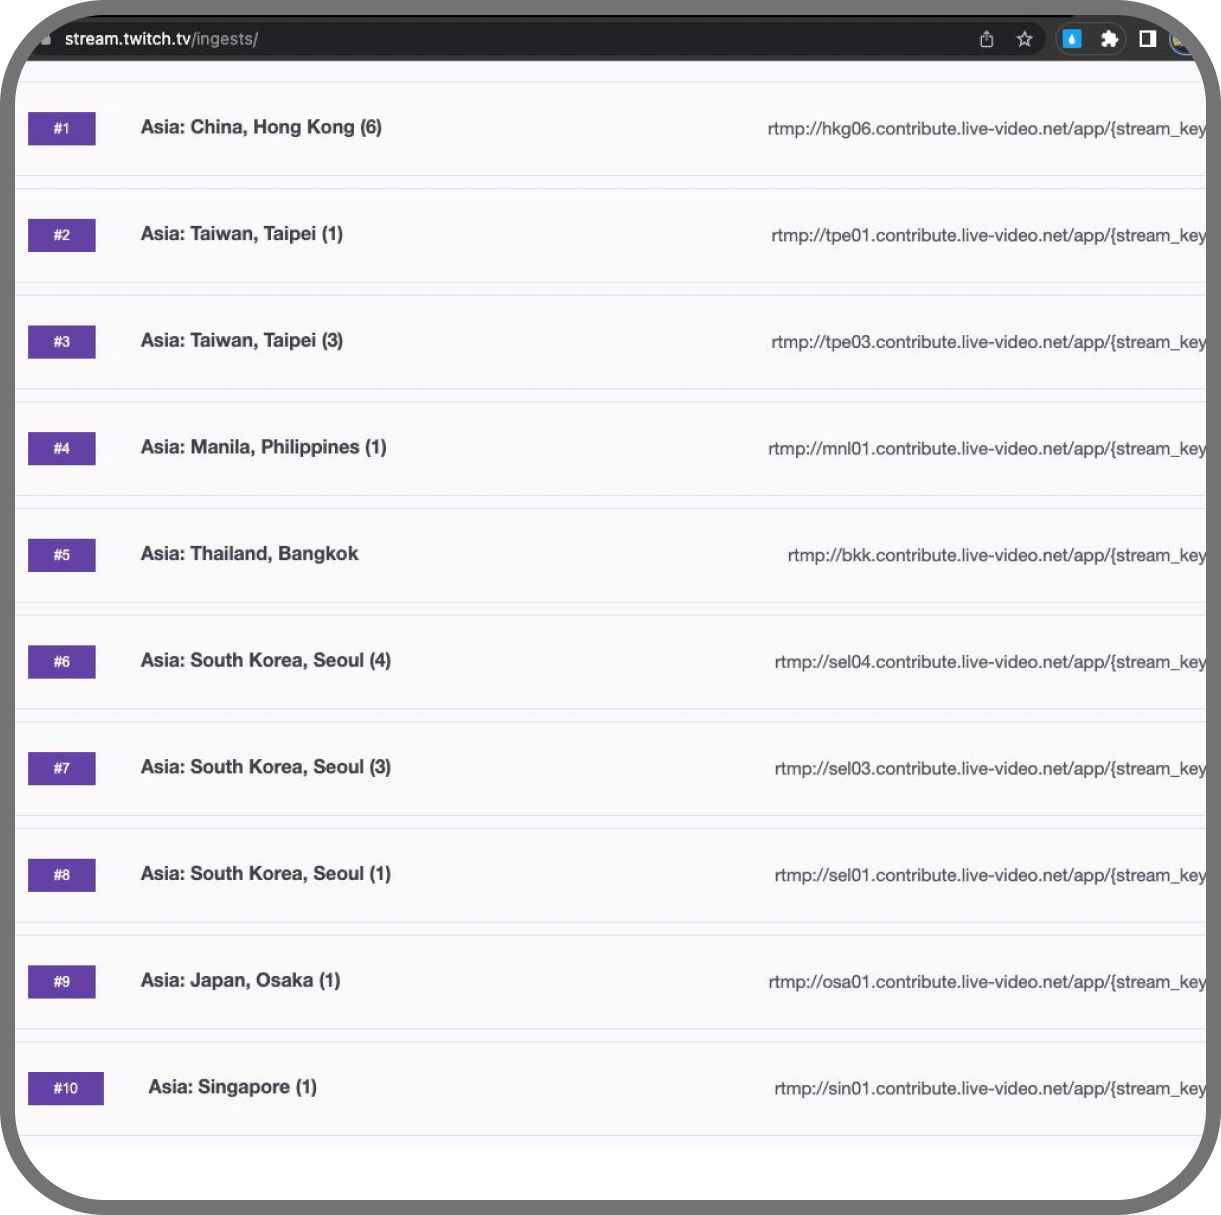 stream.twitch.tv/ingests/
#1 Asia: China, Hong Kong (6) rtmp://hkg06.contribute.live-video.net/app/{stream_key
#2 Asia: Taiwan, Taipei (1) rtmp://tpe01.contribute.live-video.net/app/{stream_key
#3 Asia: Taiwan, Taipei (3) rtmp://tpe03.contribute.live-video.net/app/{stream_key
#4 Asia: Manila, Philippines (1) rtmp://mnl01.contribute.live-video.net/app/{stream_key
#5 Asia: Thailand, Bangkok rtmp://bkk.contribute.live-video.net/app/{stream_key
#6 Asia: South Korea, Seoul (4) rtmp://sel04.contribute.live-video.net/app/{stream_key
#7 Asia: South Korea, Seoul (3) rtmp://sel03.contribute.live-video.net/app/{stream_key
#8 Asia: South Korea, Seoul (1) rtmp://sel01.contribute.live-video.net/app/{stream_key
#9 Asia: Japan, Osaka (1) rtmp://osa01.contribute.live-video.net/app/{stream_key
#10 Asia: Singapore (1) rtmp://sin01.contribute.live-video.net/app/{stream_key